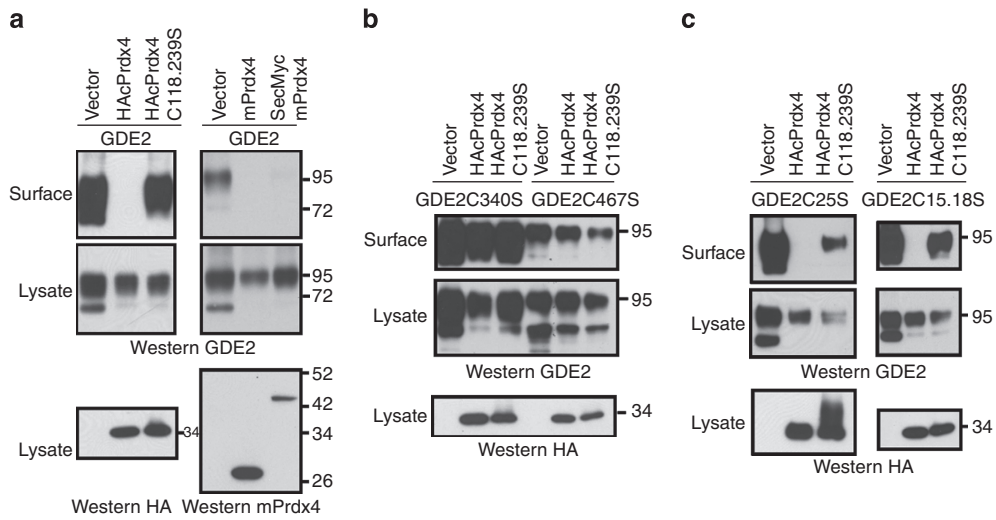 a
Vector
HAcPrdx4
HAcPrdx4
C118.239S
GDE2
Vector
mPrdx4
SecMyc
mPrdx4
GDE2
Surface
95
72
Lysate
95
72
Western GDE2
Lysate
34
Western HA
52
42
34
26
Western mPrdx4
b
Vector
HAcPrdx4
HAcPrdx4
C118.239S
GDE2C340S
Vector
HAcPrdx4
HAcPrdx4
C118.239S
GDE2C467S
Surface
95
Lysate
95
Western GDE2
Lysate
34
Western HA
c
Vector
HAcPrdx4
HAcPrdx4
C118.239S
GDE2C25S
Vector
HAcPrdx4
HAcPrdx4
C118.239S
GDE2C15.18S
Surface
95
Lysate
95
Western GDE2
Lysate
34
Western HA